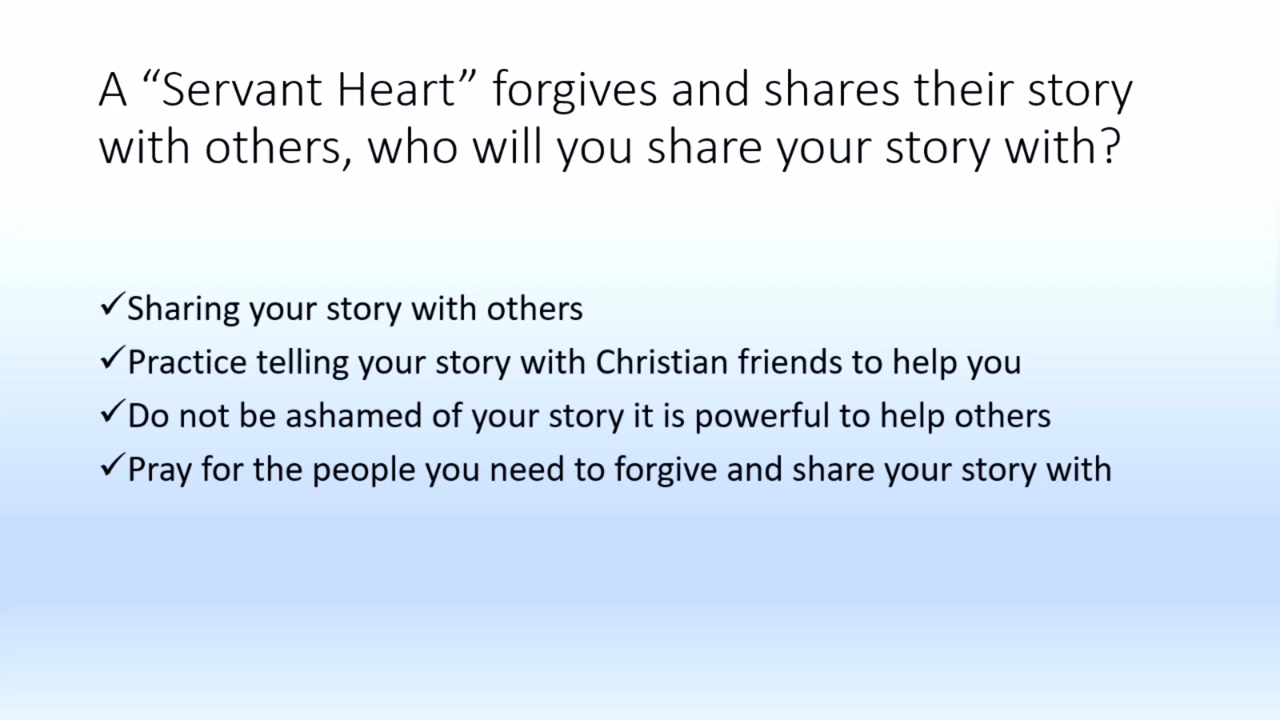 A “Servant Heart” forgives and shares their story
with others, who will you share your story with?
✓Sharing your story with others
✓Practice telling your story with Christian friends to help you
✓Do not be ashamed of your story it is powerful to help others
✓Pray for the people you need to forgive and share your story with